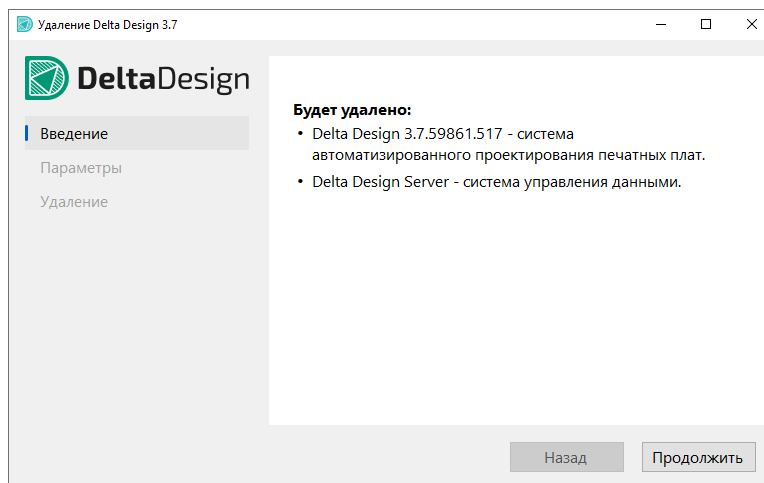 Удаление Delta Design 3.7
DeltaDesign
Введение
Параметры
Удаление
Будет удалено:
• Delta Design 3.7.59861.517 - система
автоматизированного проектирования печатных плат.
• Delta Design Server - система управления данными.
Назад
Продолжить